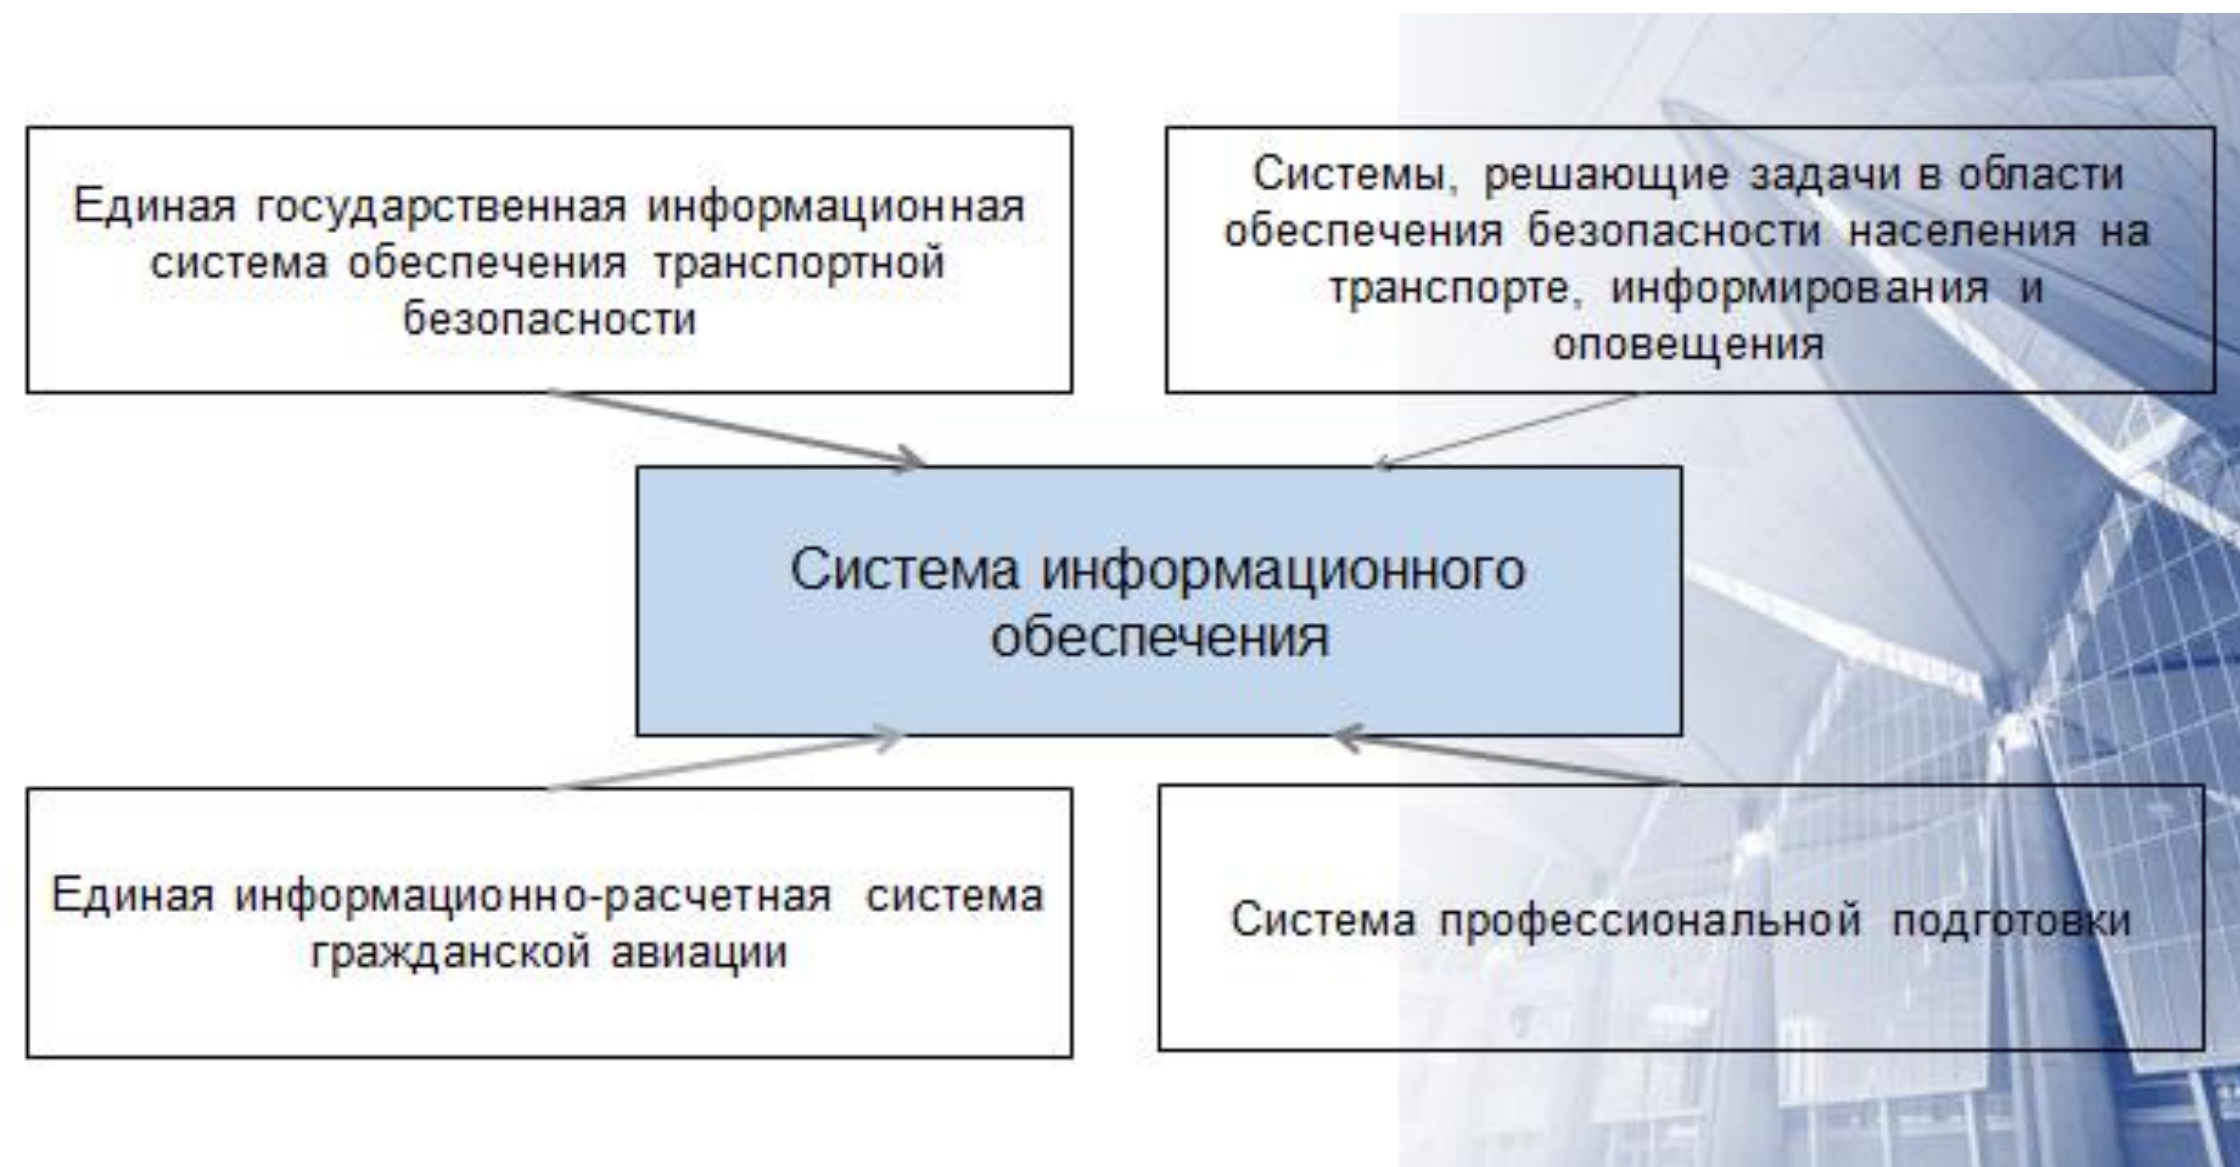 Единая государственная информационная
система обеспечения транспортной
безопасности
Системы, решающие задачи в области
обеспечения безопасности населения на
транспорте, информирования и
оповещения
Система информационного
обеспечения
Единая информационно-расчетная система
гражданской авиации
Система профессиональной подготовки